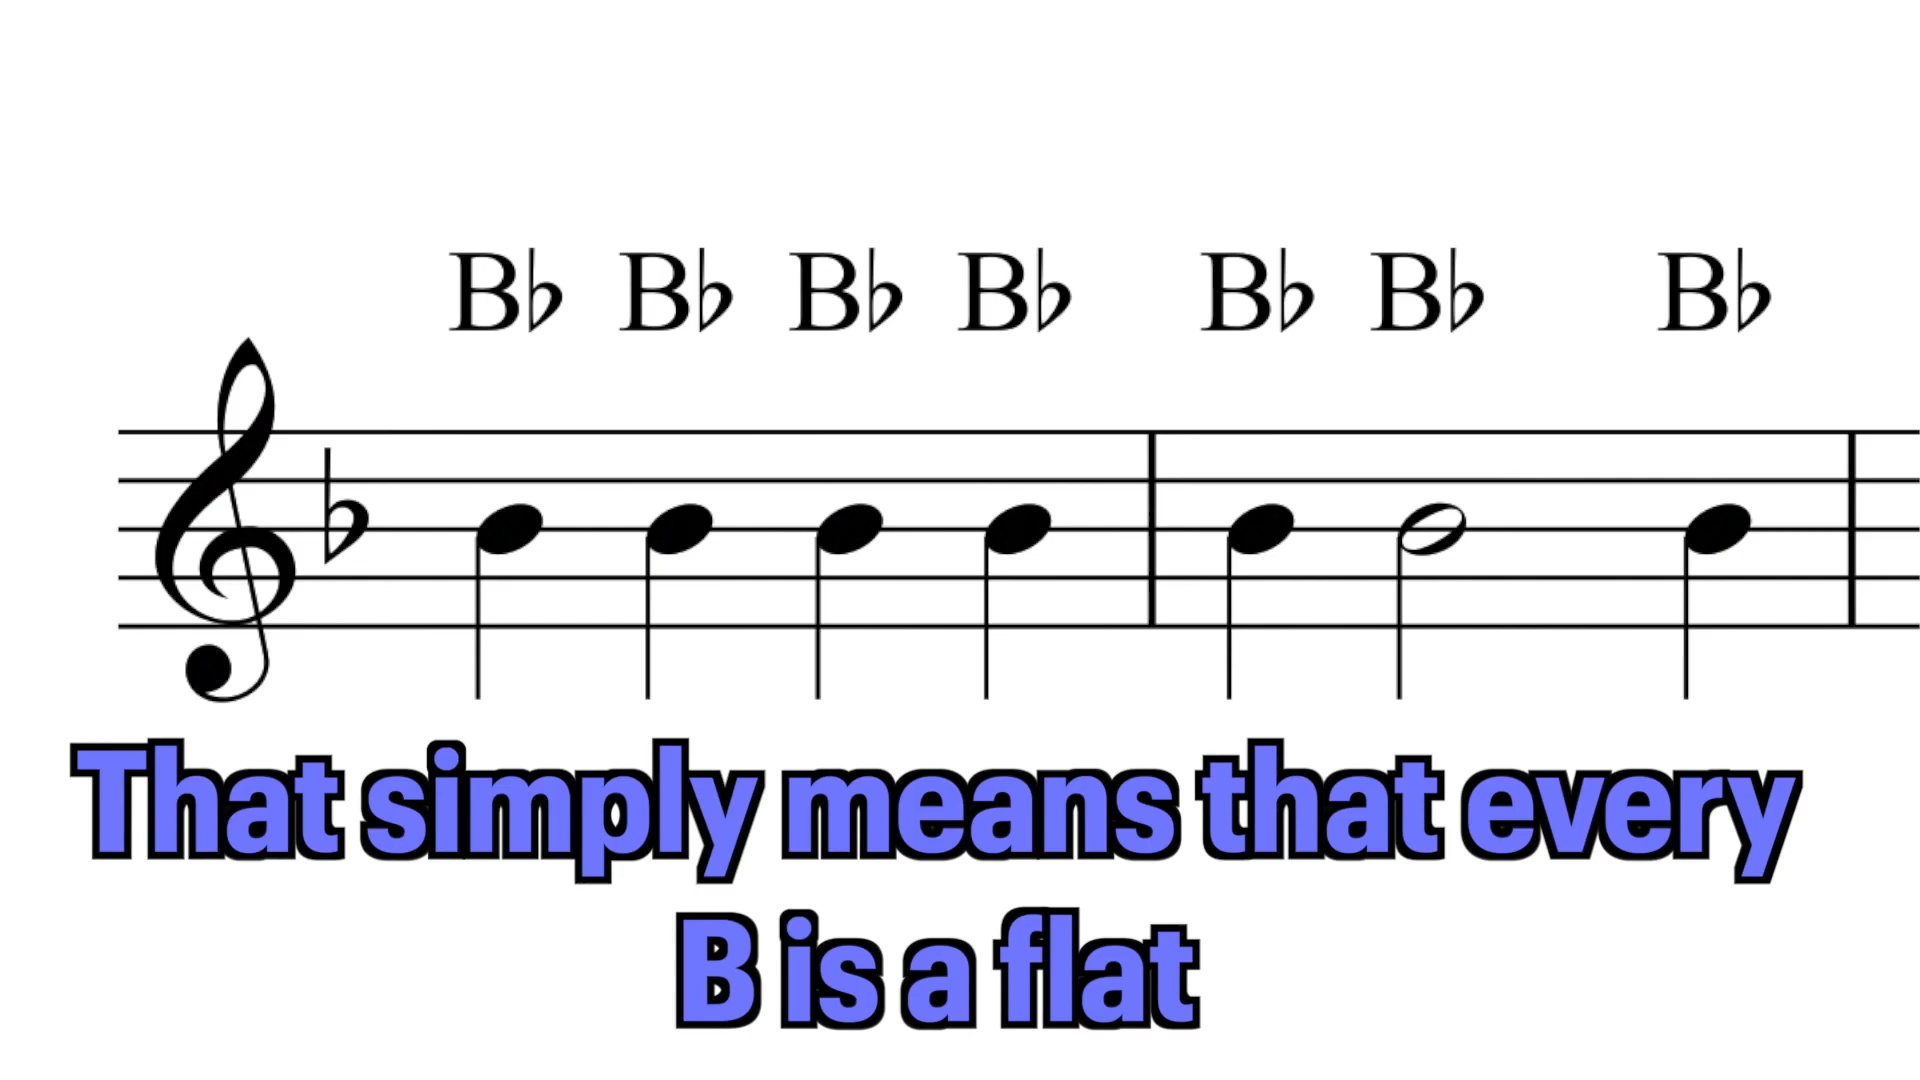 B♭ B♭ B♭ B♭ B♭ B♭ B♭
That simply means that every
B is a flat